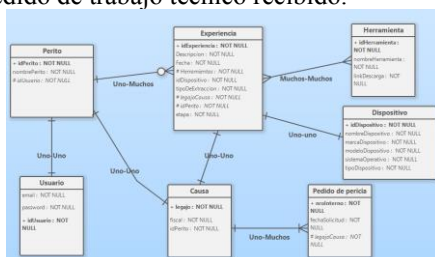 pedido de trabajo técnico recibido.
Perito
+ idPerito: NOT NULL
nombrePerito: NOT NULL
# aUsuario: NOT NULL
Uno-Muchos
Experiencia
+ idExperiencia: NOT NULL
Descripcion: NOT NULL
Fecha: NOT NULL
# Herramientas: NOT NULL
idDispositivo: NOT NULL
tipoDeExtraccion: NOT NULL
# legajoCausa: NOT NULL
# idPerito: NOT NULL
etapa: NOT NULL
Muchos-Muchos
Herramienta
+ idHerramienta:
NOT NULL
nombreHerramienta:
NOT NULL
linkDescarga: NOT
NULL
Uno-uno
Dispositivo
+ idDispositivo: NOT NULL
nombreDispositivo: NOT NULL
marcaDispositivo: NOT NULL
modeloDispositivo: NOT NULL
sistemaOperativo: NOT NULL
tipoDispositivo: NOT NULL
Uno-Uno
Uno-Uno
Uno-Uno
Usuario
email: NOT NULL
password: NOT NULL
+ idUsuario: NOT
NULL
Causa
+ legajo: NOT NULL
fiscal: NOT NULL
idPerito: NOT NULL
Uno-Muchos
Pedido de pericia
+ nrointerno: NOT
NULL
fechaSolicitud: NOT
NULL
# legajoCausa: NOT
NULL